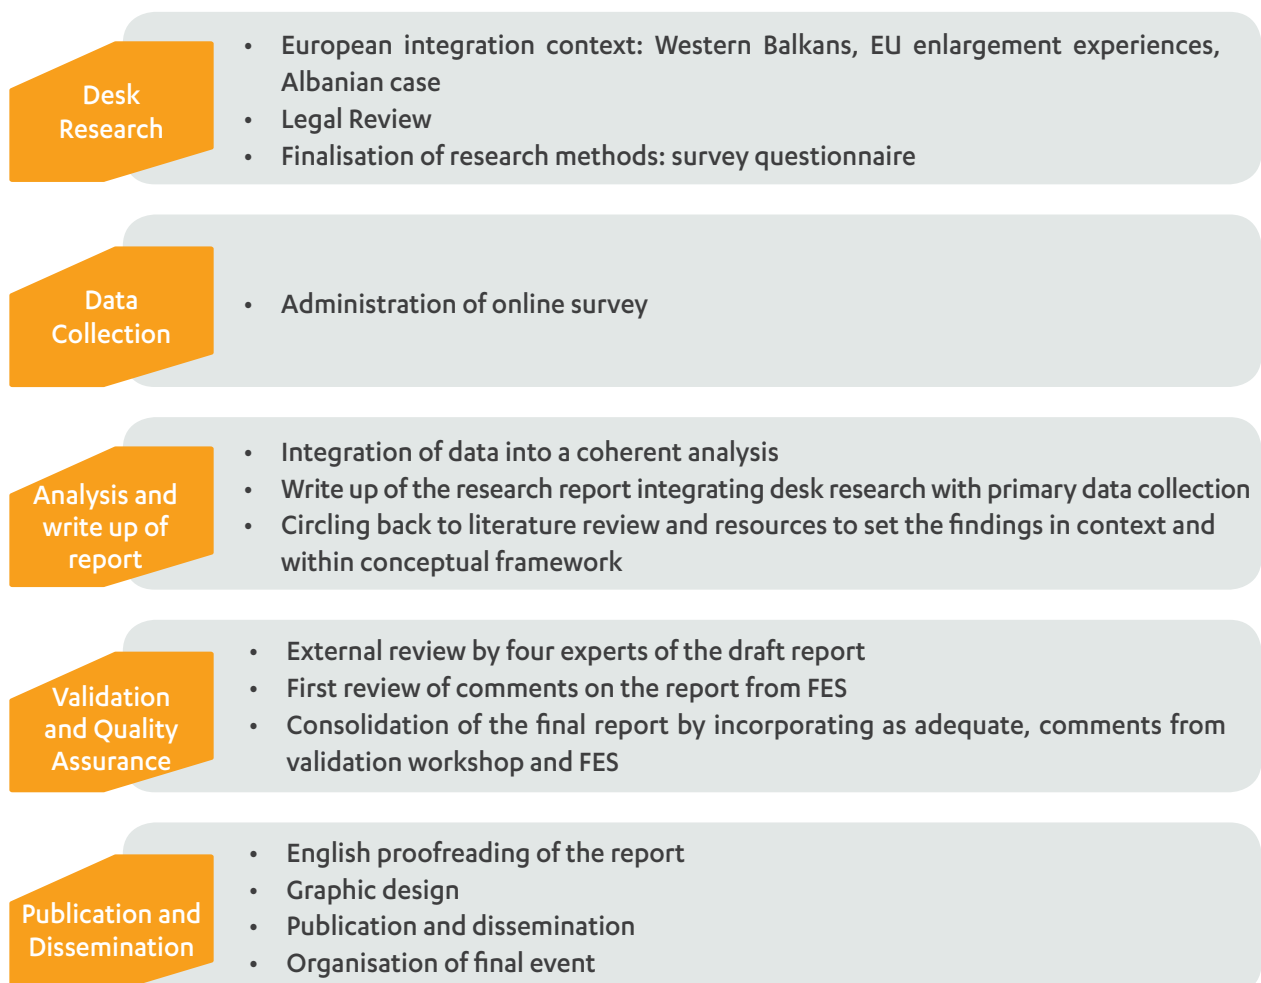 Desk
Research
• European integration context: Western Balkans, EU enlargement experiences,
Albanian case
• Legal Review
• Finalisation of research methods: survey questionnaire
Data
Collection
• Administration of online survey
Analysis and
write up of
report
• Integration of data into a coherent analysis
• Write up of the research report integrating desk research with primary data collection
• Circling back to literature review and resources to set the findings in context and
within conceptual framework
Validation
and Quality
Assurance
• External review by four experts of the draft report
• First review of comments on the report from FES
• Consolidation of the final report by incorporating as adequate, comments from
validation workshop and FES
Publication and
Dissemination
• English proofreading of the report
• Graphic design
• Publication and dissemination
• Organisation of final event